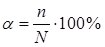 α = n/N · 100%